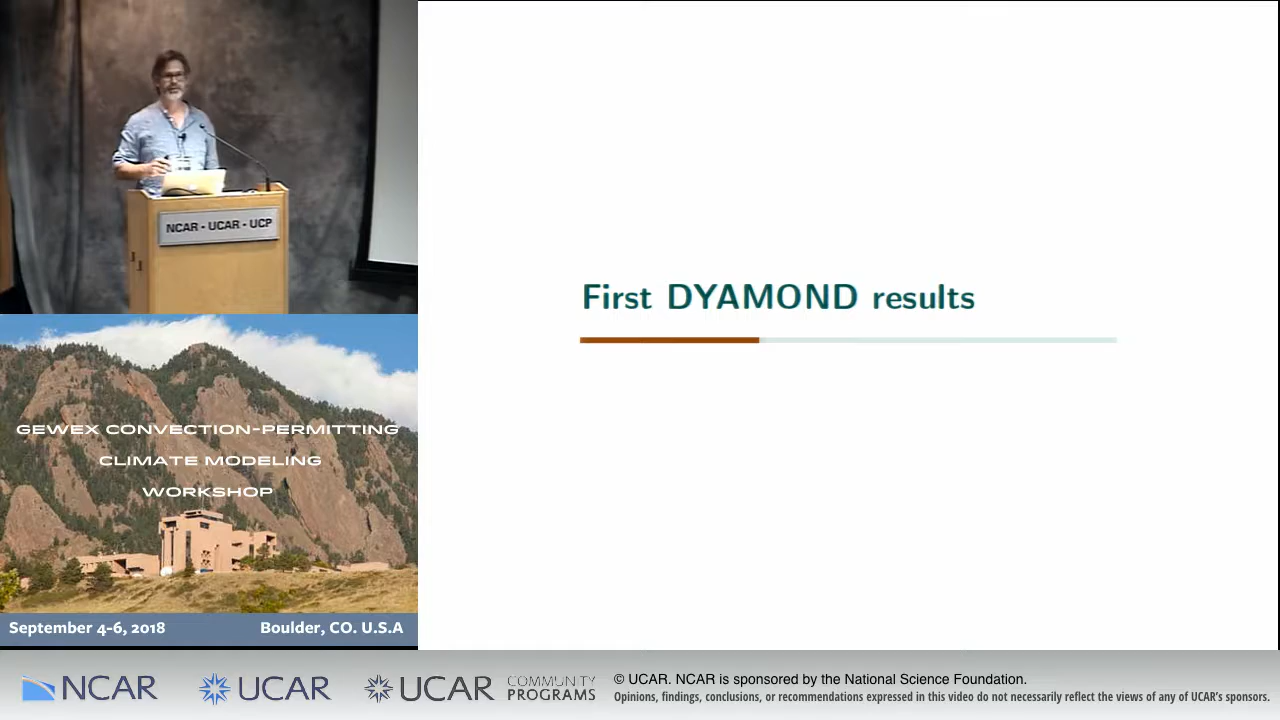 NCAR • UCAR • UCP
First DYAMOND results
GEWEX CONVECTION-PERMITTING
CLIMATE MODELING
WORKSHOP
September 4-6, 2018
Boulder, CO. U.S.A
NCAR
UCAR
UCAR
COMMUNITY
PROGRAMS
© UCAR. NCAR is sponsored by the National Science Foundation.
Opinions, findings, conclusions, or recommendations expressed in this video do not necessarily reflect the views of any of UCAR's sponsors.